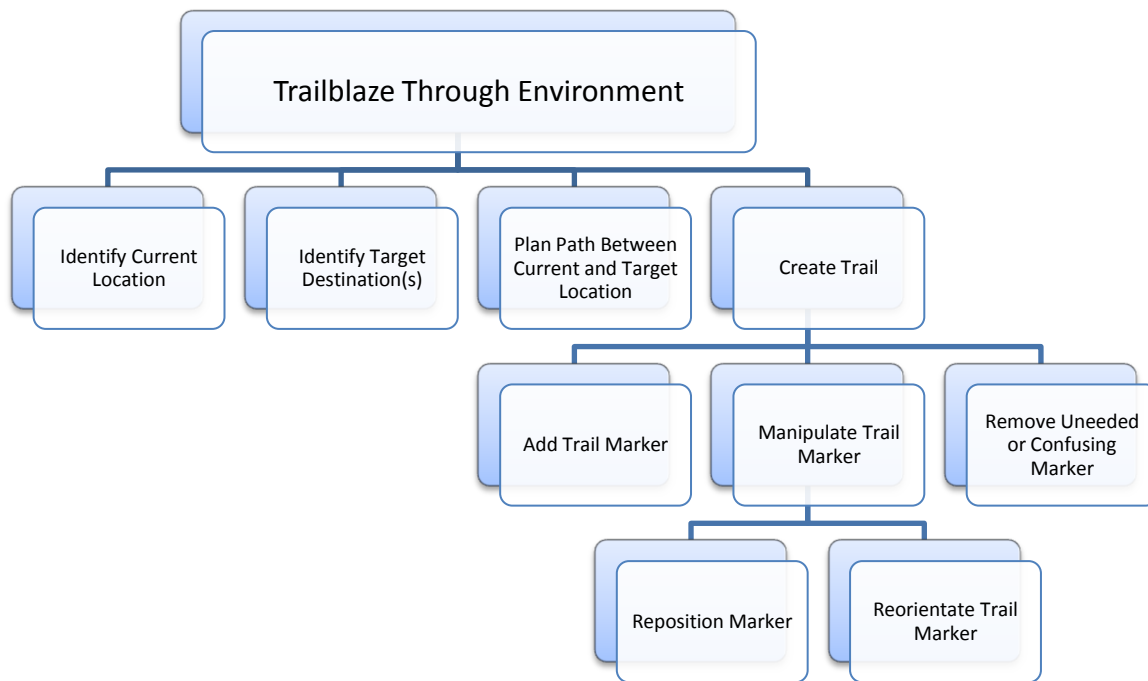 Trailblaze Through Environment
Identify Current
Location
Identify Target
Destination(s)
Plan Path Between
Current and Target
Location
Create Trail
Add Trail Marker
Manipulate Trail
Marker
Remove Uneeded
or Confusing
Marker
Reposition Marker
Reorientate Trail
Marker